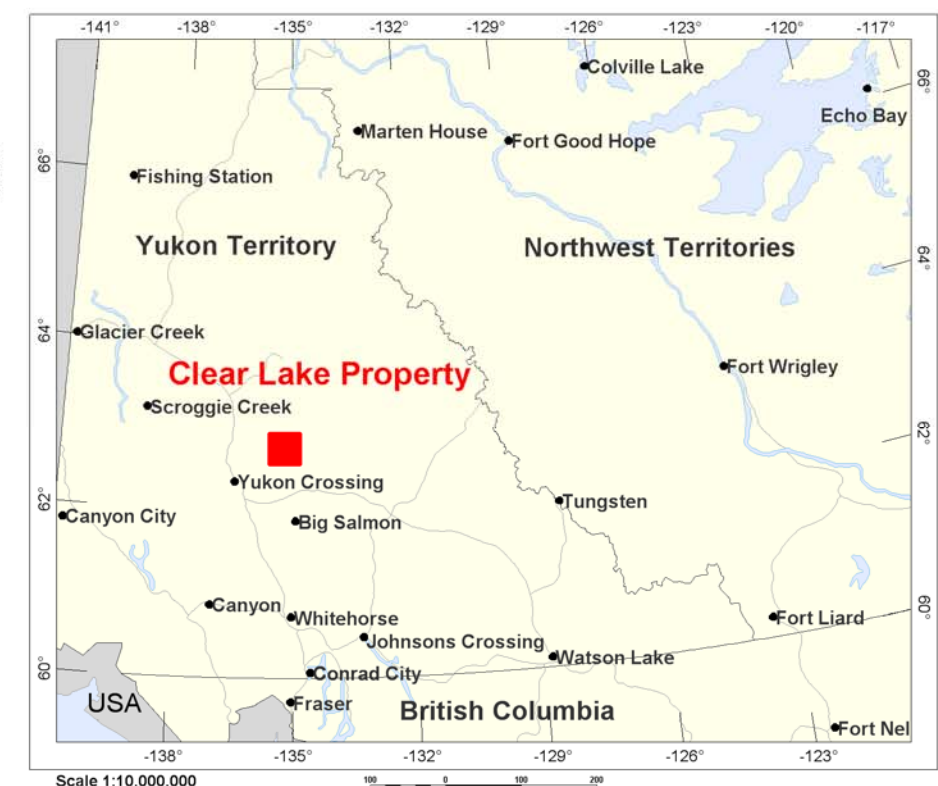 -141° -138° -135° -132° -129° -126° -123° -120° -117°
Colville Lake
66°
Echo Bay
Marten House
Fort Good Hope
66°
Fishing Station
Yukon Territory
Northwest Territories
64°
64°
Glacier Creek
Clear Lake Property
Fort Wrigley
Scroggie Creek
62°
Yukon Crossing
62°
Tungsten
Canyon City
Big Salmon
Canyon
Whitehorse
60°
Fort Liard
Johnsons Crossing
Watson Lake
60°
Conrad City
USA
Fraser
British Columbia
Fort Nel
-138° -135° -132° -129° -126° -123°
Scale 1:10,000,000
100 0 100 200